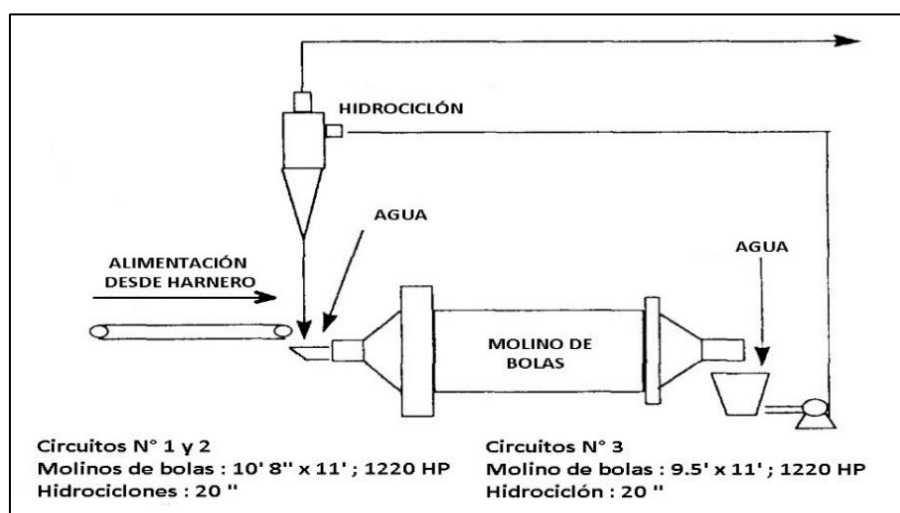 HIDROCICLÓN
AGUA
ALIMENTACIÓN
DESDE HARNERO
AGUA
MOLINO DE
BOLAS
Circuitos N° 1 y 2
Molinos de bolas : 10' 8" x 11' ; 1220 HP
Hidrociclones : 20 "
Circuitos N° 3
Molino de bolas : 9.5' x 11' ; 1220 HP
Hidrociclón : 20 "